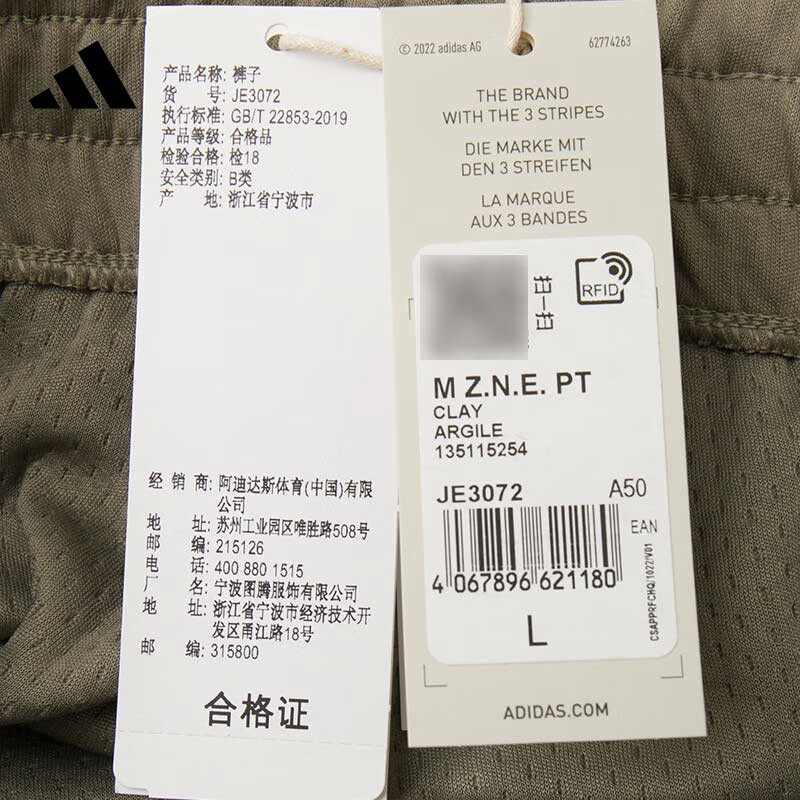 产品名称: 裤子
货 号: JE3072
执行标准: GB/T 22853-2019
产品等级: 合格品
检验合格: 检18
安全类别: B类
产 地: 浙江省宁波市
经 销 商: 阿迪达斯体育(中国)有限
公司
地 址: 苏州工业园区唯胜路508号
邮 编: 215126
电 话: 400 880 1515
厂 名: 宁波图腾服饰有限公司
地 址: 浙江省宁波市经济技术开
发区甬江路18号
邮 编: 315800
合格证
© 2022 adidas AG
62774263
THE BRAND
WITH THE 3 STRIPES
DIE MARKE MIT
DEN 3 STREIFEN
LA MARQUE
AUX 3 BANDES
扫一扫
RFID
M Z.N.E. PT
CLAY
ARGILE
135115254
JE3072 A50
EAN
4 067896 621180
CSAPPRFCHQ/1022/V01
L
ADIDAS.COM